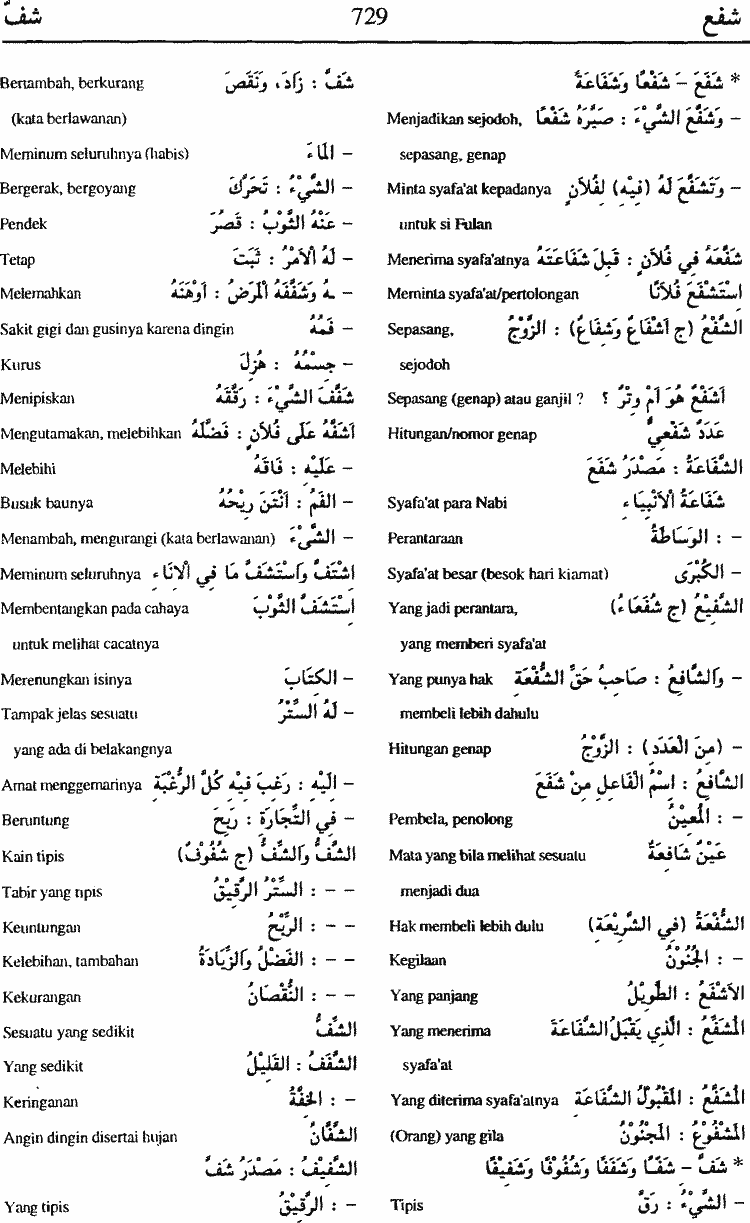 شفع 729 شفّ
* شَفَعَ – شَفْعًا وَشَفَاعَةً
– وَشَفَّعَ الشَّيْءَ : صَيَّرَهُ شَفْعًا Menjadikan sejodoh,
sepasang, genap
– وَتَشَفَّعَ لَهُ (فِيْهِ) لِفُلَانٍ Minta syafa'at kepadanya
untuk si Fulan
شَفَّعَهُ فِي فُلَانٍ : قَبِلَ شَفَاعَتَهُ Menerima syafa'atnya
اسْتَشْفَعَ فُلَانًا Meminta syafa'at/pertolongan
الشَّفْعُ (ج أَشْفَاعٌ وَشِفَاعٌ) : الزَّوْجُ Sepasang,
sejodoh
أَشَفْعٌ هُوَ أَمْ وِتْرٌ ؟ Sepasang (genap) atau ganjil ?
عَدَدٌ شَفْعِيٌّ Hitungan/nomor genap
الشَّفَاعَةُ : مَصْدَرُ شَفَعَ
شَفَاعَةُ الْأَنْبِيَاءِ Syafa'at para Nabi
– : الْوَسَاطَةُ Perantaraan
– الْكُبْرَى Syafa'at besar (besok hari kiamat)
الشَّفِيْعُ (ج شُفَعَاءُ) Yang jadi perantara,
yang memberi syafa'at
– وَالشَّافِعُ : صَاحِبُ حَقِّ الشُّفْعَةِ Yang punya hak
membeli lebih dahulu
– (مِنَ الْعَدَدِ) : الزَّوْجُ Hitungan genap
الشَّافِعُ : اسْمُ الْفَاعِلِ مِنْ شَفَعَ
– : الْمُعِيْنُ Pembela, penolong
عَيْنٌ شَافِعَةٌ Mata yang bila melihat sesuatu
menjadi dua
الشُّفْعَةُ (فِي الشَّرِيْعَةِ) Hak membeli lebih dulu
– : الْجُنُوْنُ Kegilaan
الْأَشْفَعُ : الطَّوِيْلُ Yang panjang
الْمُشَفِّعُ : الَّذِي يَقْبَلُ الشَّفَاعَةَ Yang menerima
syafa'at
الْمُشَفَّعُ : الْمَقْبُوْلُ الشَّفَاعَةِ Yang diterima syafa'atnya
الْمَشْفُوْعُ : الْمَجْنُوْنُ (Orang) yang gila
* شَفَّ – شَفًّا وَشَفَفًا وَشُفُوْفًا وَشَفِيْفًا
– الشَّيْءُ : رَقَّ Tipis
شَفَّ : زَادَ، وَنَقَصَ Bertambah, berkurang
(kata berlawanan)
– الْمَاءَ Meminum seluruhnya (habis)
– الشَّيْءُ : تَحَرَّكَ Bergerak, bergoyang
– عَنْهُ الثَّوْبُ : قَصُرَ Pendek
– لَهُ الْأَمْرُ : ثَبَتَ Tetap
– ـهُ وَشَفَّفَهُ الْمَرَضُ : أَوْهَنَهُ Melemahkan
– فَمُهُ Sakit gigi dan gusinya karena dingin
– جِسْمُهُ : هُزِلَ Kurus
شَفَّفَ الشَّيْءَ : رَقَّقَهُ Menipiskan
أَشَفَّهُ عَلَى فُلَانٍ : فَضَّلَهُ Mengutamakan, melebihkan
– عَلَيْهِ : فَاقَهُ Melebihi
– الْفَمُ : أَنْتَنَ رِيْحُهُ Busuk baunya
– الشَّيْءَ Menambah, mengurangi (kata berlawanan)
اشْتَفَّ وَاسْتَشَفَّ مَا فِي الْإِنَاءِ Meminum seluruhnya
اسْتَشَفَّ الثَّوْبَ Membentangkan pada cahaya
untuk melihat cacatnya
– الْكِتَابَ Merenungkan isinya
– لَهُ السِّتْرُ Tampak jelas sesuatu
yang ada di belakangnya
– إِلَيْهِ : رَغِبَ فِيْهِ كُلَّ الرَّغْبَةِ Amat menggemarinya
– فِي التِّجَارَةِ : رَبِحَ Beruntung
الشَّفُّ وَالشِّفُّ (ج شُفُوْفٌ) Kain tipis
– – : السِّتْرُ الرَّقِيْقُ Tabir yang tipis
– – : الرِّبْحُ Keuntungan
– – : الْفَضْلُ وَالزِّيَادَةُ Kelebihan, tambahan
– – : النُّقْصَانُ Kekurangan
الشَّفُّ Sesuatu yang sedikit
الشَّفَفُ : الْقَلِيْلُ Yang sedikit
– : الْخِفَّةُ Keringanan
الشَّفَّانُ Angin dingin disertai hujan
الشَّفِيْفُ : مَصْدَرُ شَفَّ
– : الرَّقِيْقُ Yang tipis